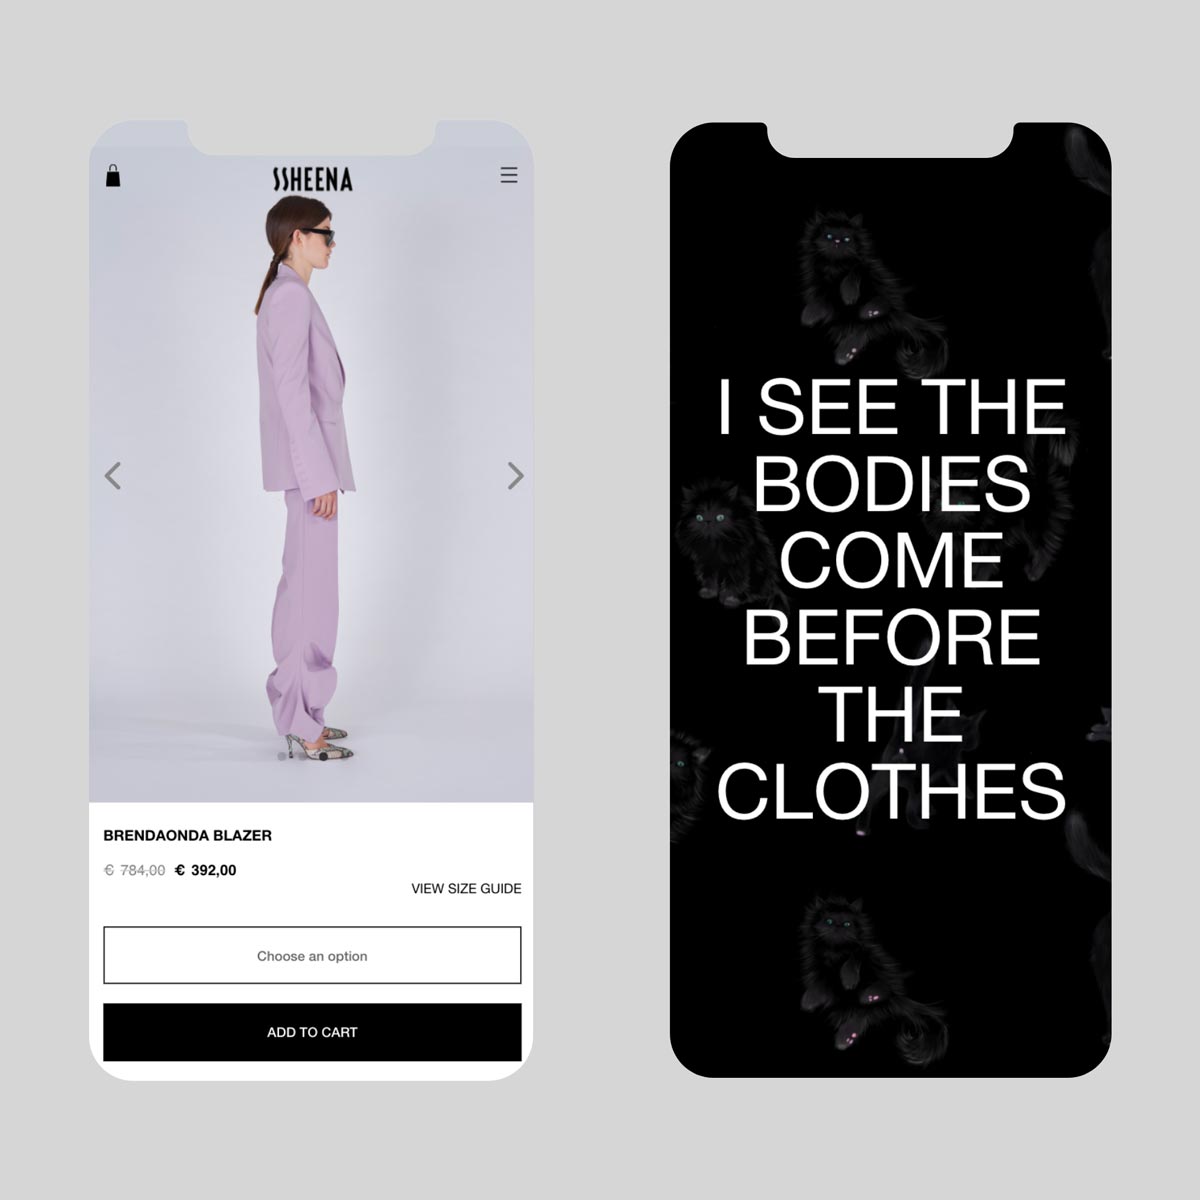 SSHEENA
BRENDAONDA BLAZER
€ 784,00 € 392,00
VIEW SIZE GUIDE
Choose an option
ADD TO CART
I SEE THE
BODIES
COME
BEFORE
THE
CLOTHES